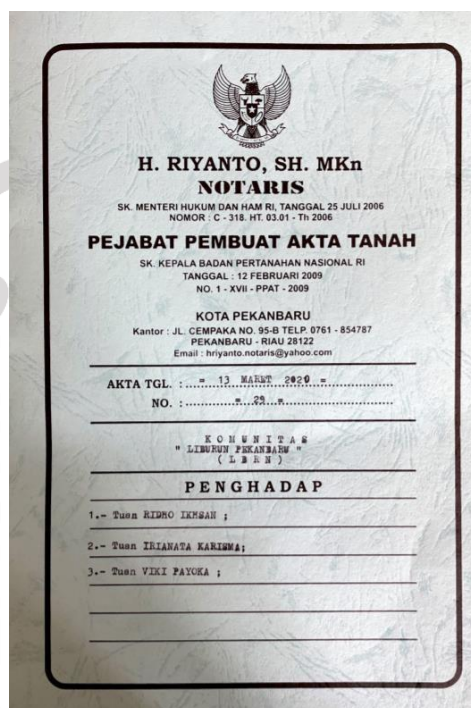 H. RIYANTO, SH. MKn
NOTARIS
SK. MENTERI HUKUM DAN HAM RI, TANGGAL 25 JULI 2006
NOMOR : C - 318. HT. 03.01 - Th 2006
PEJABAT PEMBUAT AKTA TANAH
SK. KEPALA BADAN PERTANAHAN NASIONAL RI
TANGGAL : 12 FEBRUARI 2009
NO. 1 - XVII - PPAT - 2009
KOTA PEKANBARU
Kantor : JL. CEMPAKA NO. 95-B TELP. 0761 - 854787
PEKANBARU - RIAU 28122
Email : hriyanto.notaris@yahoo.com
AKTA TGL. : = 13 MARET 2020 =
NO. : = 29 =
KOMUNITAS
" LIBURUN PEKANBARU "
( LBRN )
PENGHADAP
1.- Tuan RIDHO IKHSAN ;
2.- Tuan IRIANATA KARISMA;
3.- Tuan VIKI PAYOKA ;